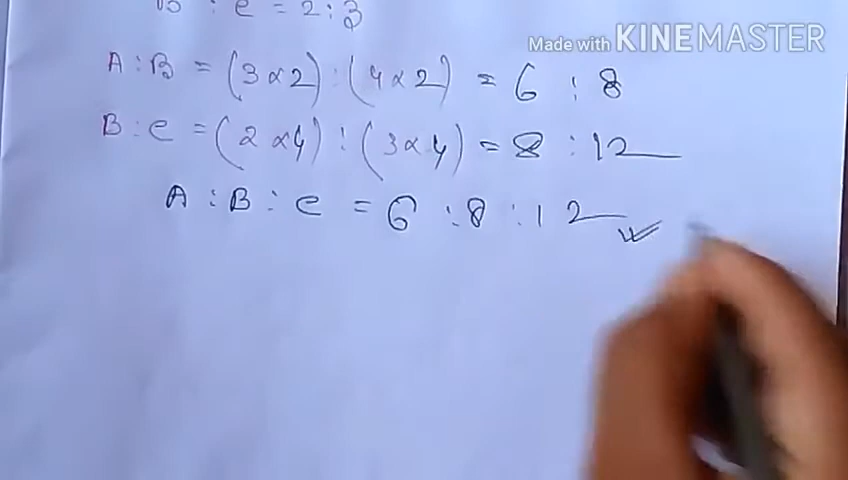 B : C = 2 : 3
Made with KINEMASTER
A : B = (3 × 2) : (4 × 2) = 6 : 8
B : C = (2 × 4) : (3 × 4) = 8 : 12
A : B : C = 6 : 8 : 12